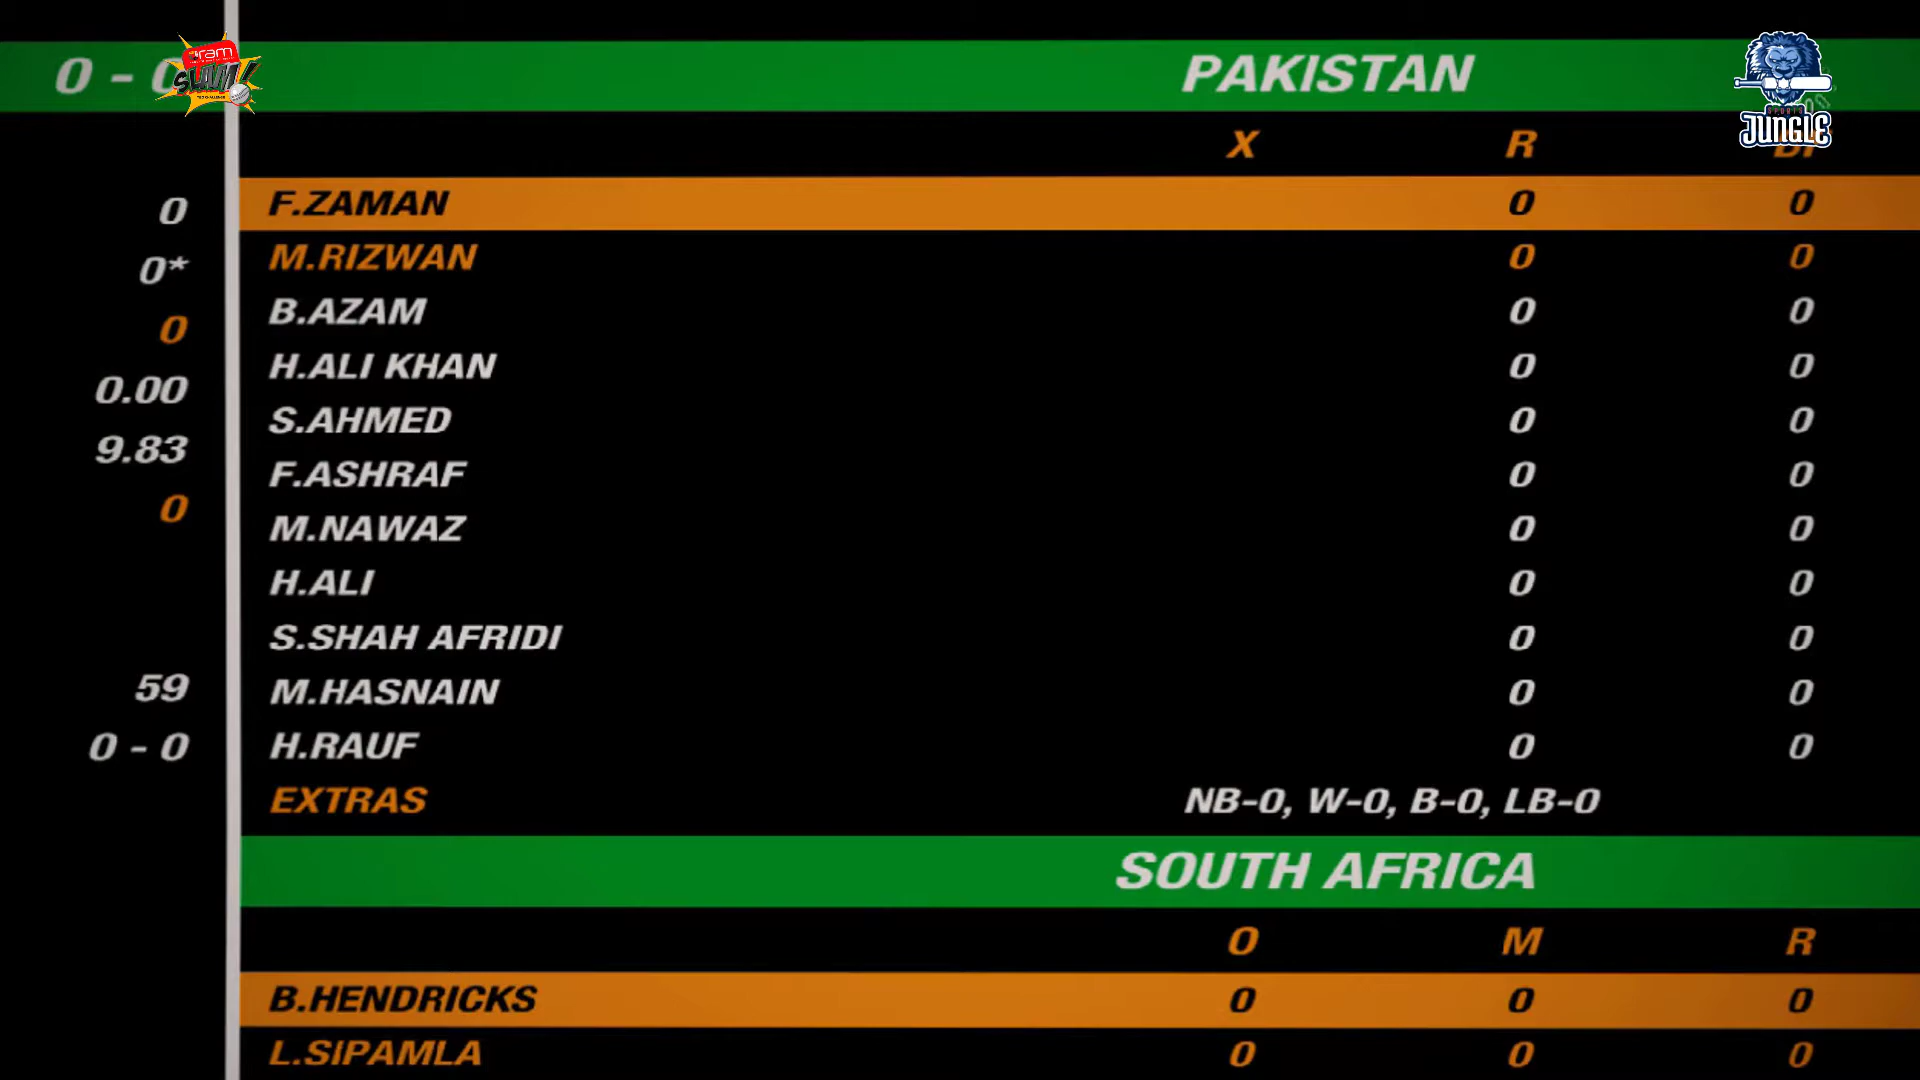 0 - 0 PAKISTAN
ram
SLAM!
SPORTS
JUNGLE
X R
0 F.ZAMAN 0 0
0* M.RIZWAN 0 0
0 B.AZAM 0 0
0.00 H.ALI KHAN 0 0
9.83 S.AHMED 0 0
0 F.ASHRAF 0 0
M.NAWAZ 0 0
H.ALI 0 0
S.SHAH AFRIDI 0 0
59 M.HASNAIN 0 0
0 - 0 H.RAUF 0 0
EXTRAS NB-0, W-0, B-0, LB-0
SOUTH AFRICA
O M R
B.HENDRICKS 0 0 0
L.SIPAMLA 0 0 0